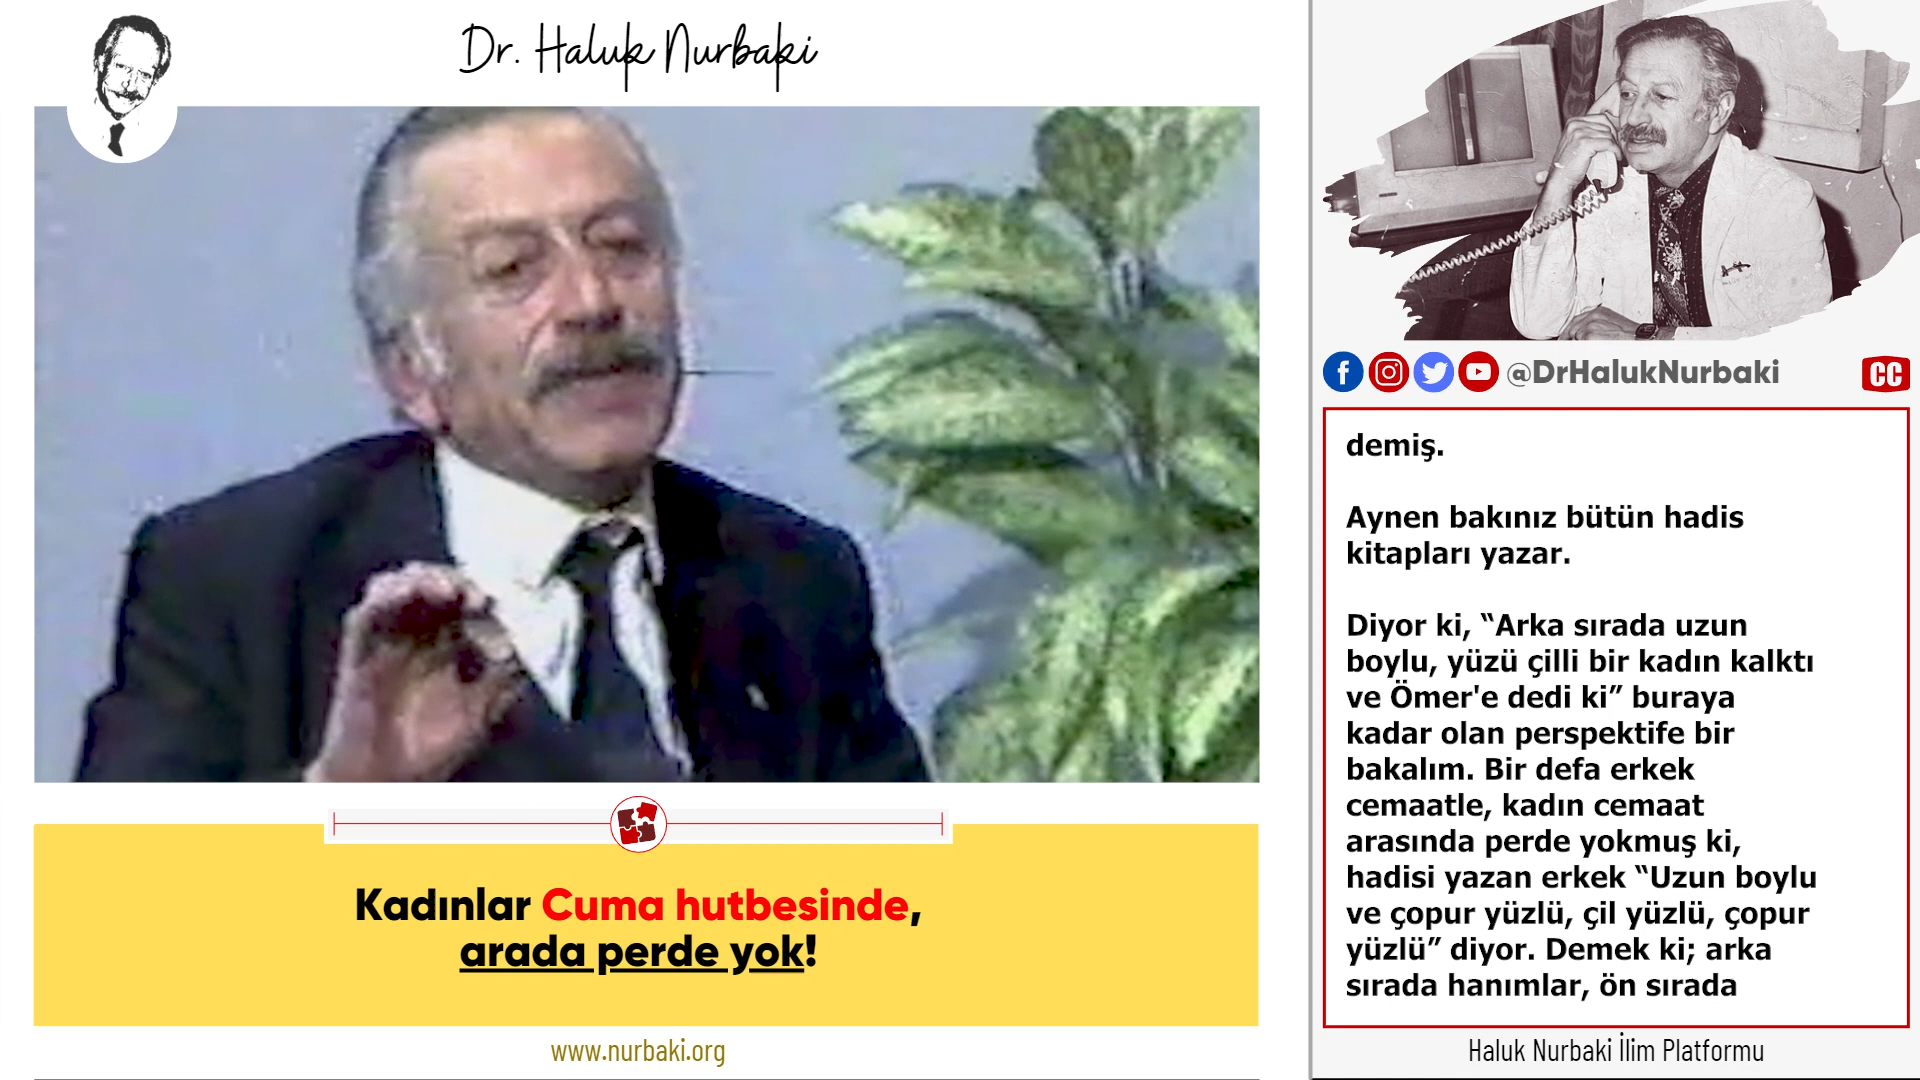 Dr. Haluk Nurbaki
Kadınlar Cuma hutbesinde,
arada perde yok!
www.nurbaki.org
@DrHalukNurbaki
CC
demiş.
Aynen bakınız bütün hadis
kitapları yazar.
Diyor ki, “Arka sırada uzun
boylu, yüzü çilli bir kadın kalktı
ve Ömer'e dedi ki” buraya
kadar olan perspektife bir
bakalım. Bir defa erkek
cemaatle, kadın cemaat
arasında perde yokmuş ki,
hadisi yazan erkek “Uzun boylu
ve çopur yüzlü, çil yüzlü, çopur
yüzlü” diyor. Demek ki; arka
sırada hanımlar, ön sırada
Haluk Nurbaki İlim Platformu